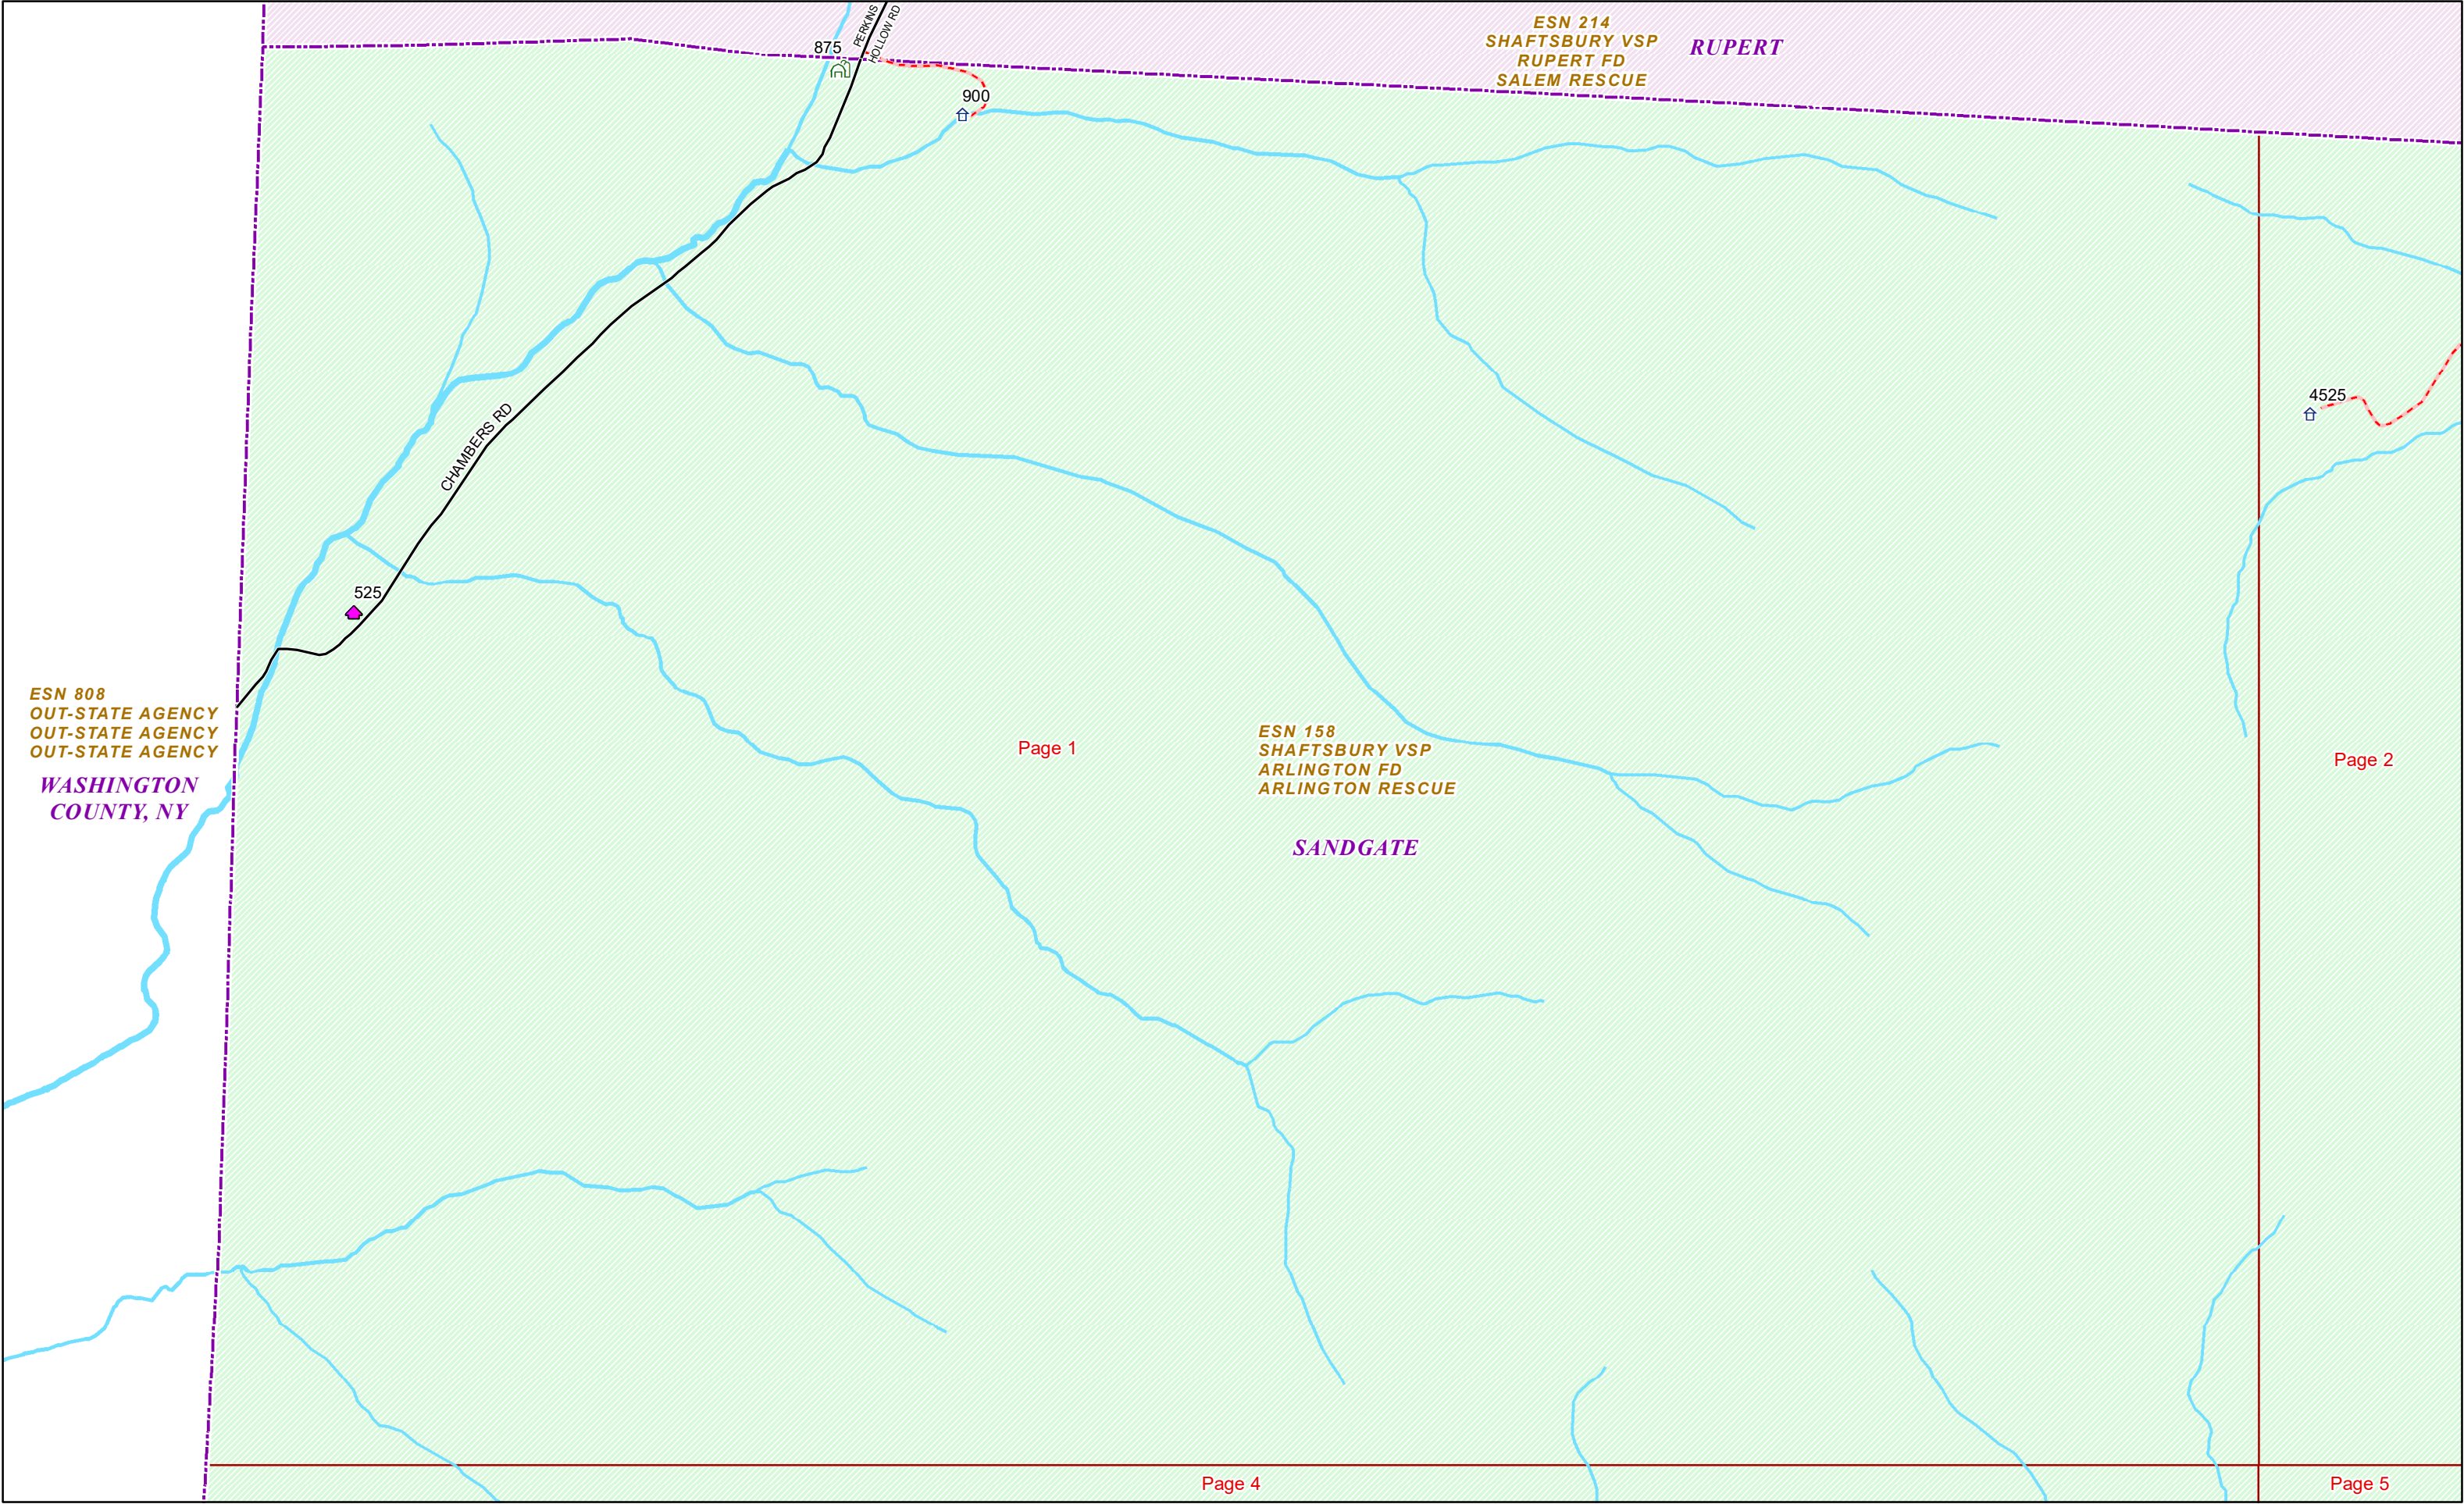 ESN 214
SHAFTSBURY VSP
RUPERT FD
SALEM RESCUE
RUPERT
PERKINS
HOLLOW RD
875
900
4525
CHAMBERS RD
525
ESN 808
OUT-STATE AGENCY
OUT-STATE AGENCY
OUT-STATE AGENCY
WASHINGTON
COUNTY, NY
Page 1
ESN 158
SHAFTSBURY VSP
ARLINGTON FD
ARLINGTON RESCUE
Page 2
SANDGATE
Page 4
Page 5